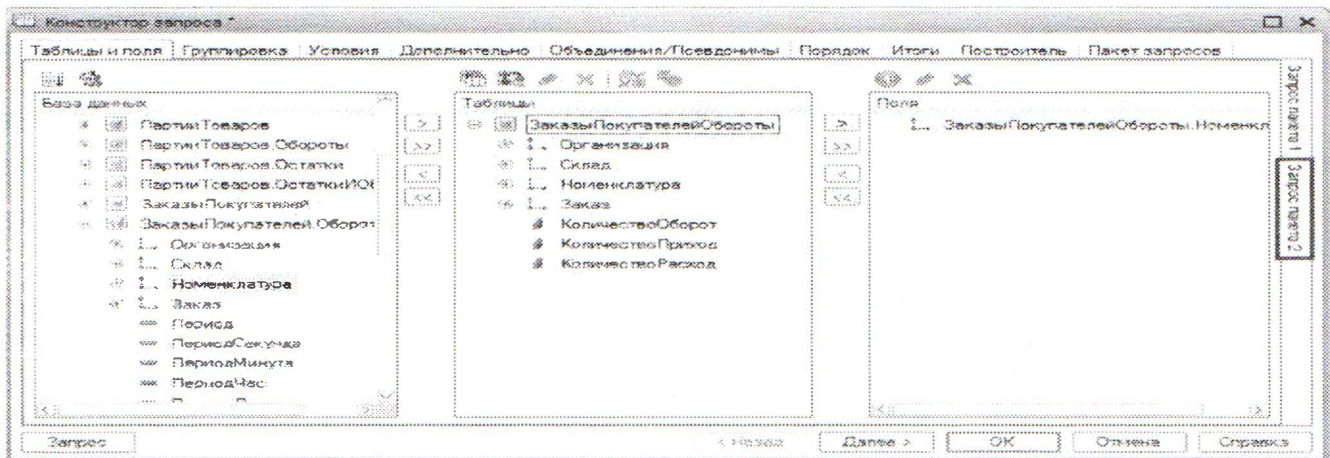 Конструктор запроса *
Таблицы и поля Группировка Условия Дополнительно Объединения/Псевдонимы Порядок Итоги Построитель Пакет запросов
База данных
ПартииТоваров
ПартииТоваров.Обороты
ПартииТоваров.Остатки
ПартииТоваров.ОстаткиИОб
ЗаказыПокупателей
ЗаказыПокупателей.Оборот
Организация
Склад
Номенклатура
Заказ
Период
ПериодСекунда
ПериодМинута
ПериодЧас
>
>>
<
<<
Таблицы
ЗаказыПокупателейОбороты
Организация
Склад
Номенклатура
Заказ
КоличествоОборот
КоличествоПриход
КоличествоРасход
>
>>
<
<<
Поля
ЗаказыПокупателейОбороты.Номенкл
Запрос пакета 1
Запрос пакета 2
Запрос
< Назад
Далее >
OK
Отмена
Справка